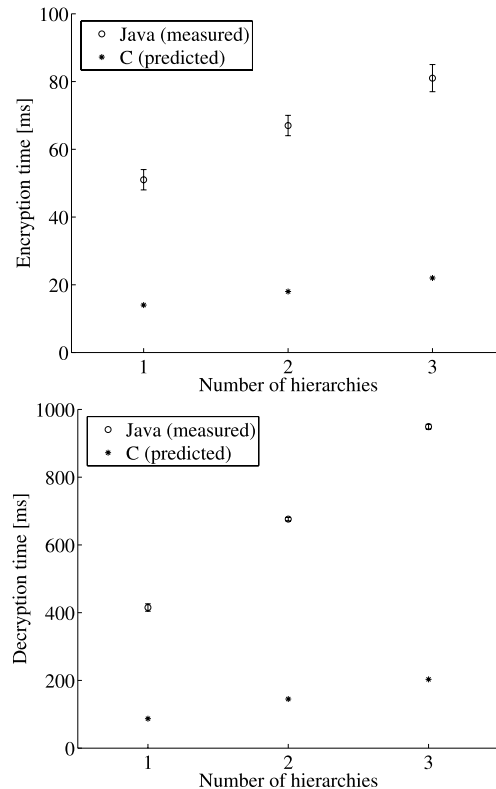 100
80
60
40
20
0
Encryption time [ms]
Java (measured)
C (predicted)
1 2 3
Number of hierarchies
1000
800
600
400
200
0
Decryption time [ms]
Java (measured)
C (predicted)
1 2 3
Number of hierarchies